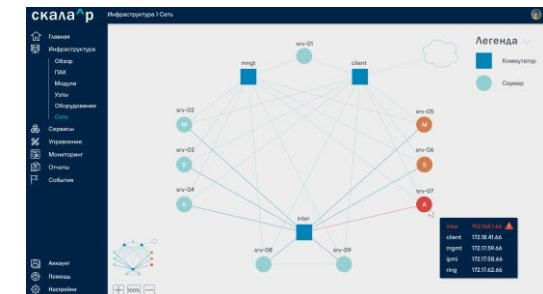 скала^р
Инфраструктура > Сеть
Главная
Инфраструктура
Обзор
ПАК
Модули
Узлы
Оборудование
Сеть
Сервисы
Управление
Мониторинг
Отчеты
События
Аккаунт
Помощь
Настройки
srv-01
mngt
client
srv-02
M
srv-03
S
srv-04
A
srv-05
M
srv-06
S
srv-07
A
inter
srv-08
srv-09
100%
Легенда
Коммутатор
Сервер
inter 192.168.1.66
client 172.18.41.66
mgmt 172.17.59.66
ipmi 172.17.58.66
ring 172.17.62.66